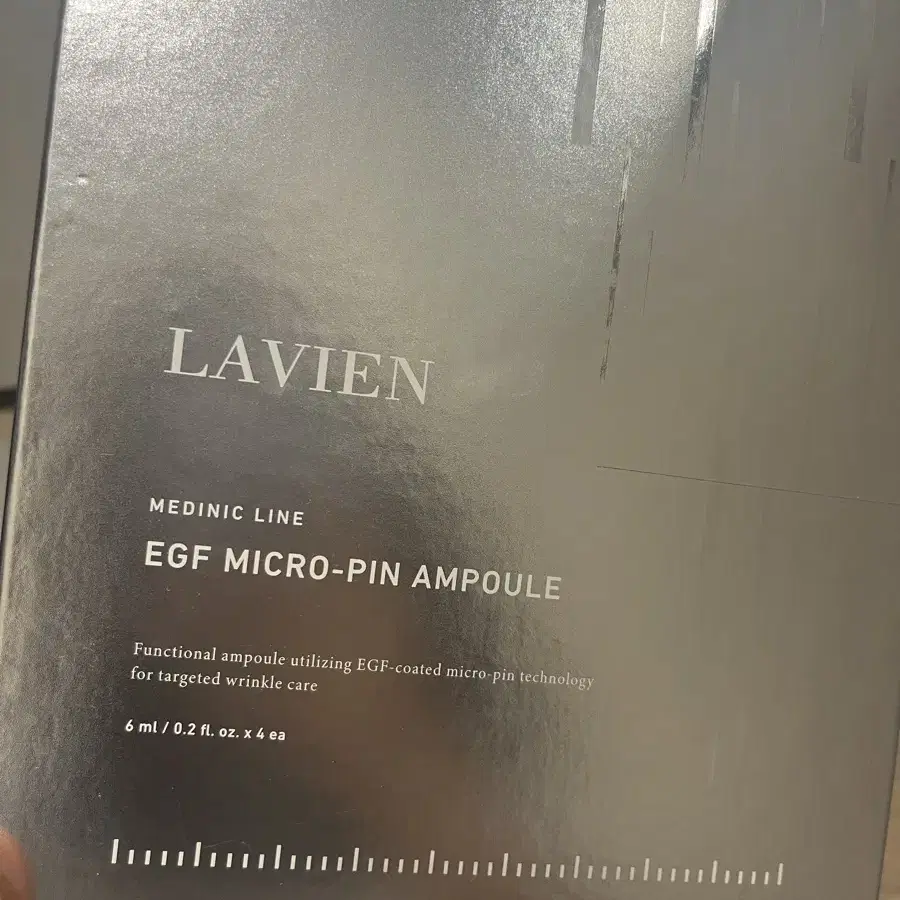 LAVIEN
MEDINIC LINE
EGF MICRO-PIN AMPOULE
Functional ampoule utilizing EGF-coated micro-pin technology
for targeted wrinkle care
6 ml / 0.2 fl. oz. x 4 ea